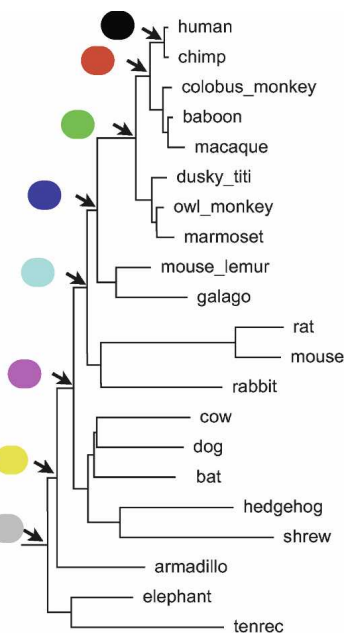 human
chimp
colobus_monkey
baboon
macaque
dusky_titi
owl_monkey
marmoset
mouse_lemur
galago
rat
mouse
rabbit
cow
dog
bat
hedgehog
shrew
armadillo
elephant
tenrec